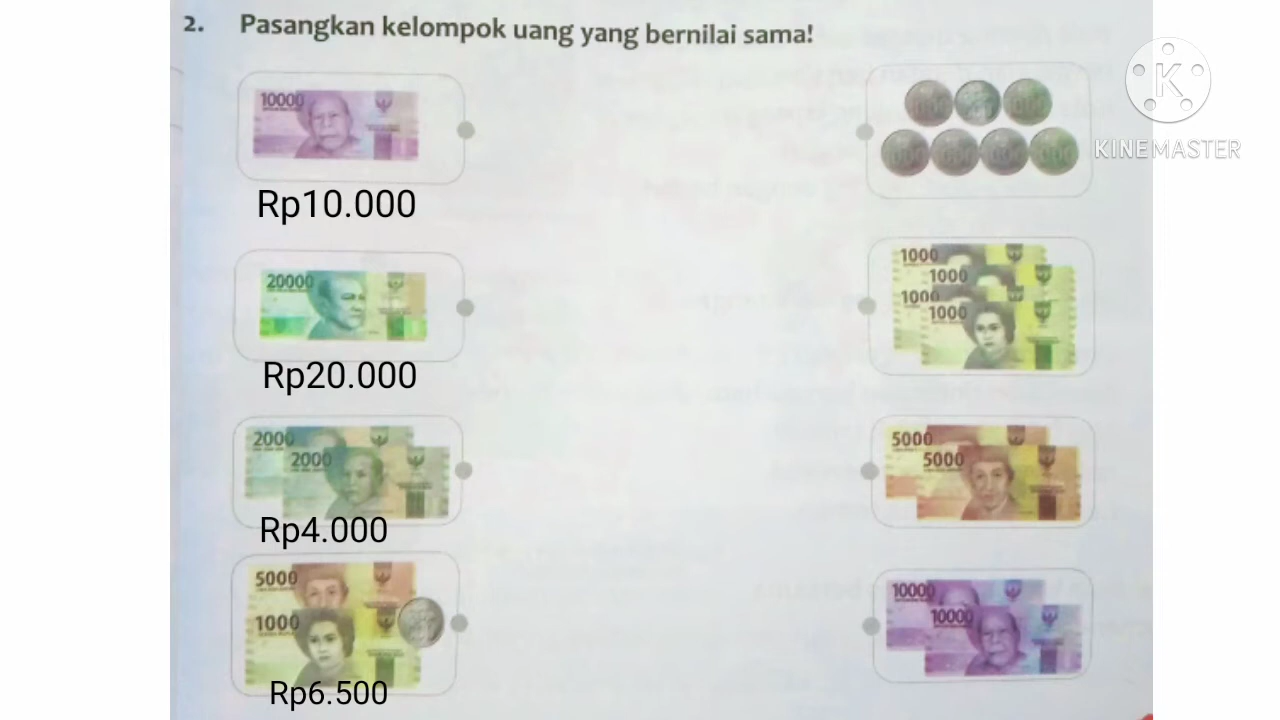 2. Pasangkan kelompok uang yang bernilai sama!
10000
Rp10.000
K
KINEMASTER
20000
Rp20.000
1000
1000
1000
1000
2000
2000
Rp4.000
5000
5000
5000
1000
Rp6.500
10000
10000